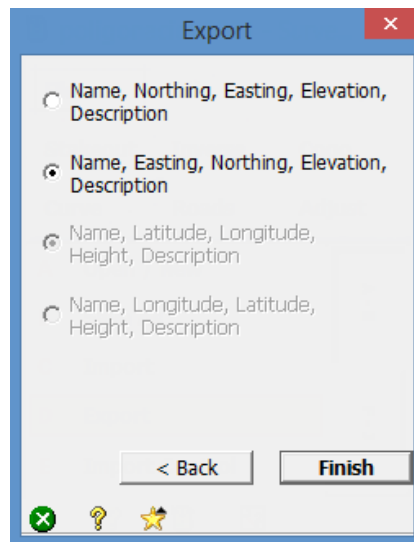 Export
Name, Northing, Easting, Elevation,
Description
Name, Easting, Northing, Elevation,
Description
Name, Latitude, Longitude,
Height, Description
Name, Longitude, Latitude,
Height, Description
< Back
Finish